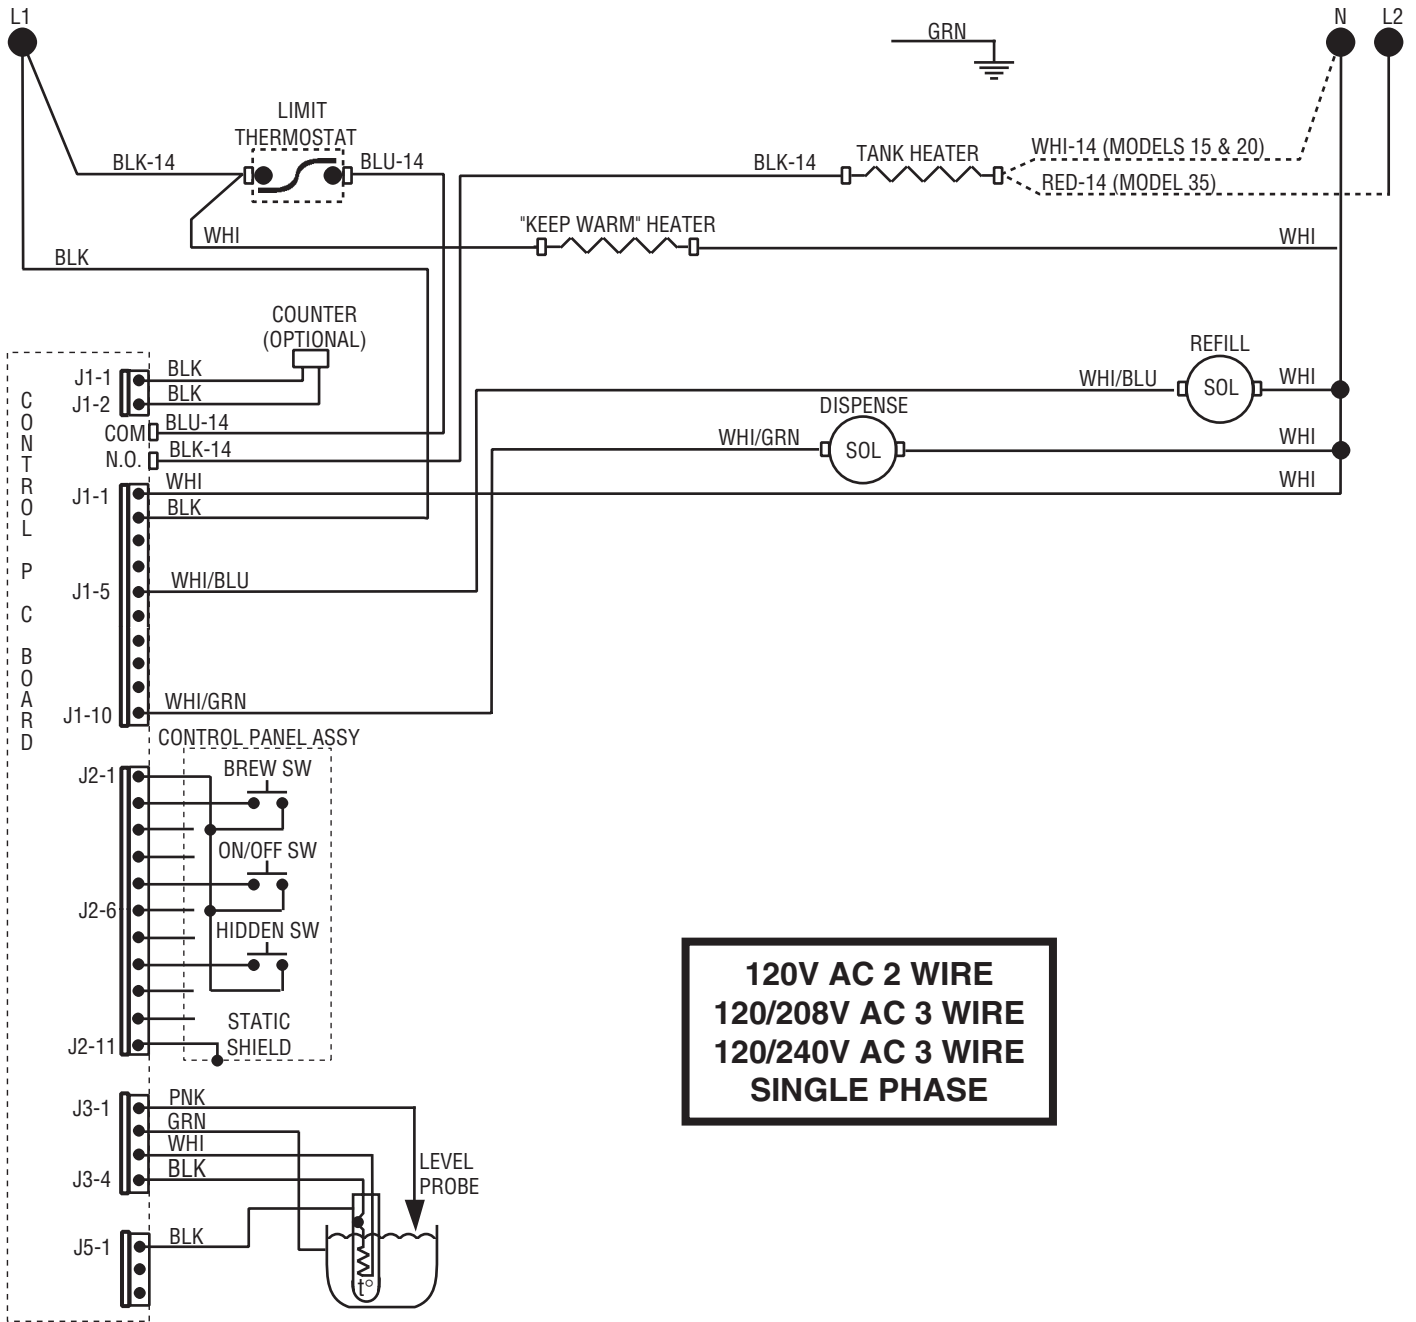 L1
N
L2
GRN
LIMIT
THERMOSTAT
BLK-14
BLU-14
BLK-14
TANK HEATER
WHI-14 (MODELS 15 & 20)
RED-14 (MODEL 35)
"KEEP WARM" HEATER
WHI
WHI
BLK
COUNTER
(OPTIONAL)
CONTROL PC BOARD
J1-1
BLK
J1-2
BLK
COM
BLU-14
N.O.
BLK-14
REFILL
WHI/BLU
SOL
WHI
DISPENSE
WHI/GRN
SOL
WHI
J1-1
WHI
WHI
BLK
J1-5
WHI/BLU
J1-10
WHI/GRN
CONTROL PANEL ASSY
J2-1
BREW SW
ON/OFF SW
J2-6
HIDDEN SW
STATIC
SHIELD
J2-11
120V AC 2 WIRE
120/208V AC 3 WIRE
120/240V AC 3 WIRE
SINGLE PHASE
J3-1
PNK
GRN
WHI
J3-4
BLK
LEVEL
PROBE
J5-1
BLK
t°